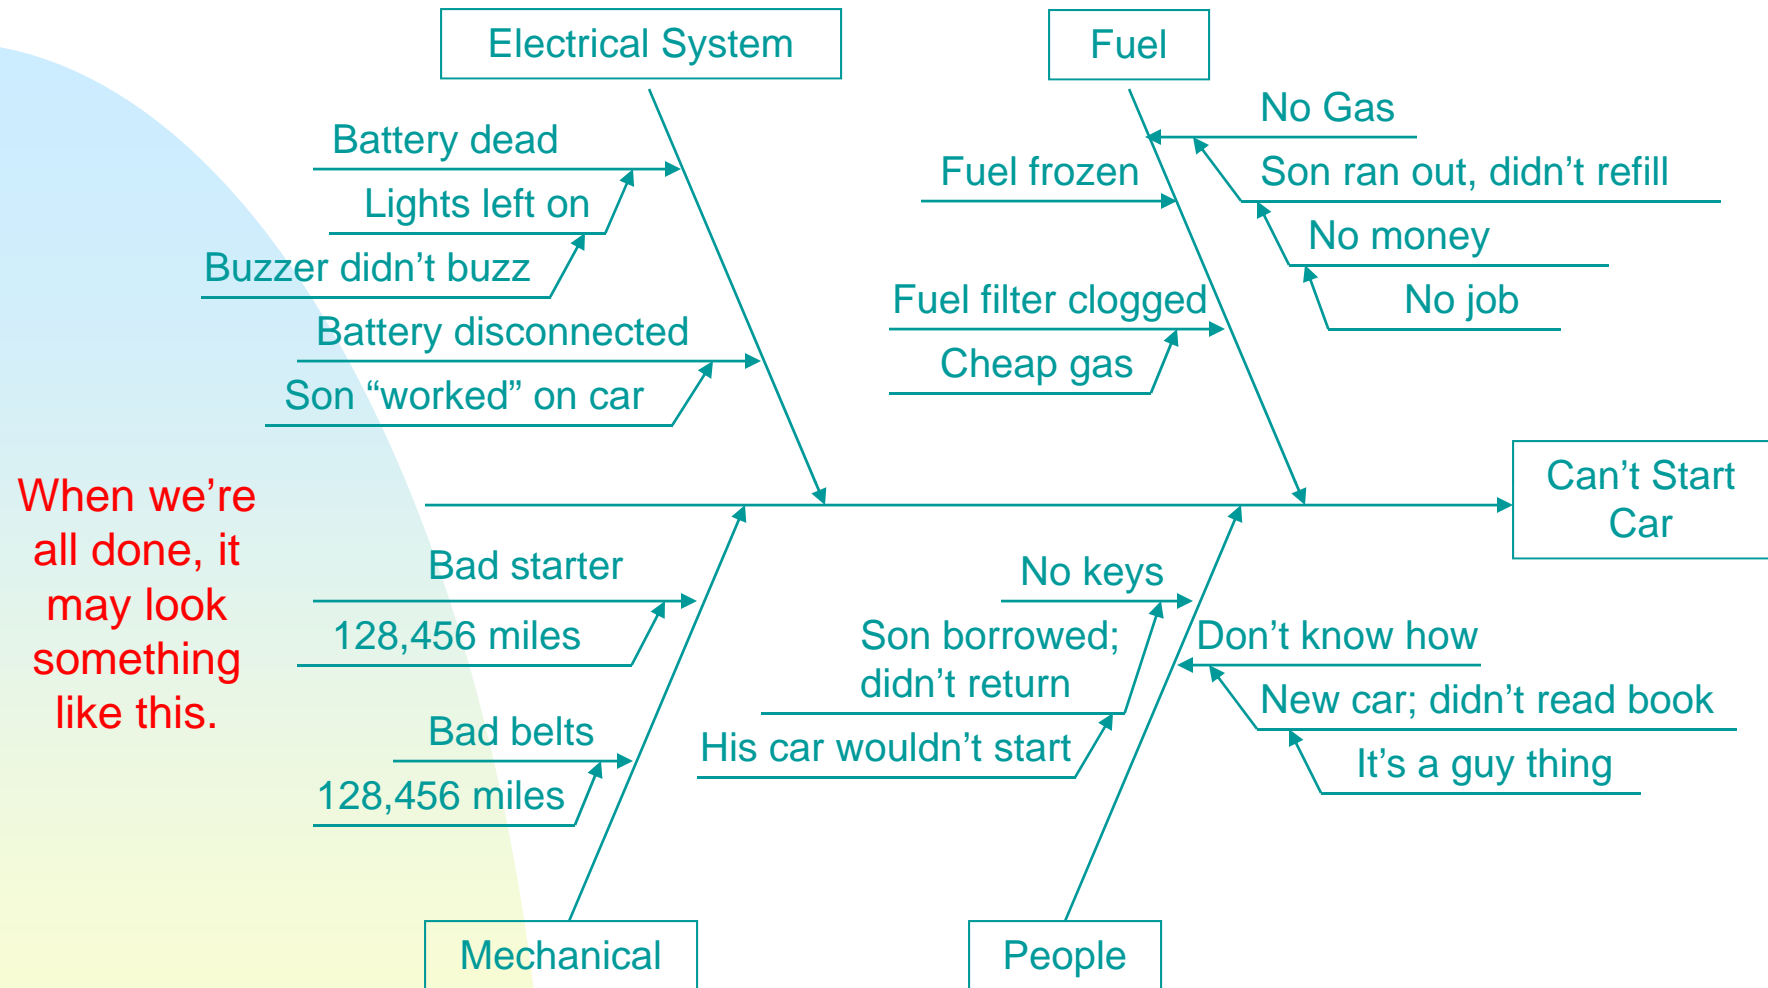 Electrical System
Fuel
Battery dead
Lights left on
Buzzer didn’t buzz
Battery disconnected
Son “worked” on car
Fuel frozen
Fuel filter clogged
Cheap gas
No Gas
Son ran out, didn’t refill
No money
No job
When we’re
all done, it
may look
something
like this.
Can’t Start
Car
Bad starter
128,456 miles
Bad belts
128,456 miles
No keys
Son borrowed;
didn’t return
His car wouldn’t start
Don’t know how
New car; didn’t read book
It’s a guy thing
Mechanical
People